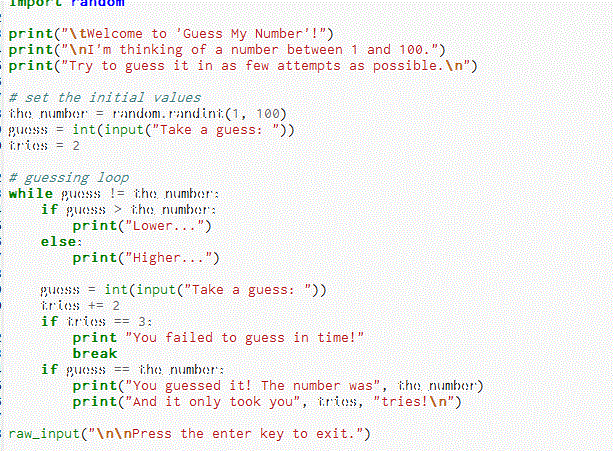 import random
print("\tWelcome to 'Guess My Number'!")
print("\nI'm thinking of a number between 1 and 100.")
print("Try to guess it in as few attempts as possible.\n")
# set the initial values
the_number = random.randint(1, 100)
guess = int(input("Take a guess: "))
tries = 2
# guessing loop
while guess != the_number:
    if guess > the_number:
        print("Lower...")
    else:
        print("Higher...")
    guess = int(input("Take a guess: "))
    tries += 2
    if tries == 3:
        print "You failed to guess in time!"
        break
    if guess == the_number:
        print("You guessed it! The number was", the_number)
        print("And it only took you", tries, "tries!\n")
raw_input("\n\nPress the enter key to exit.")